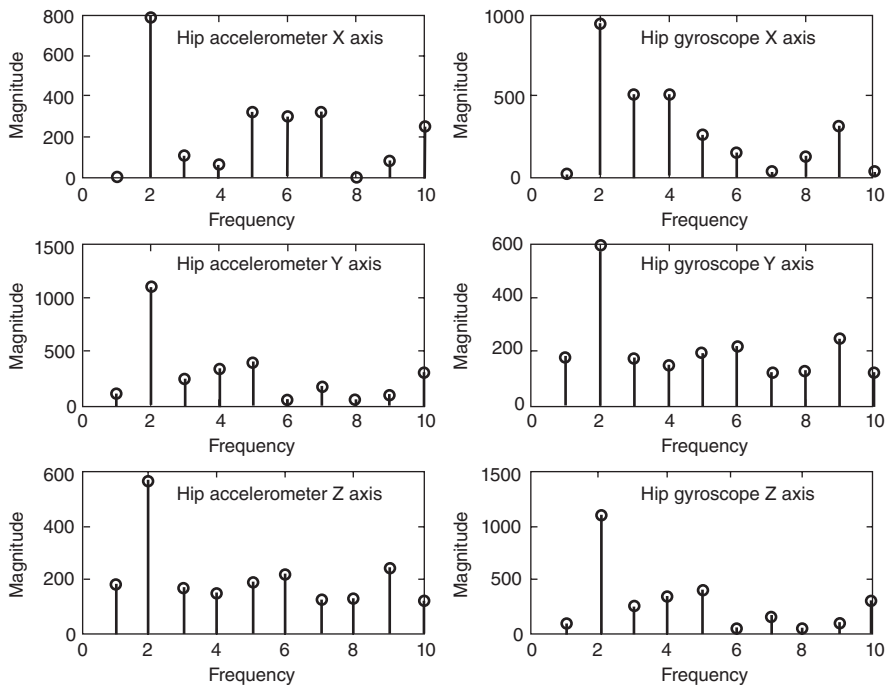 Hip accelerometer X axis
Magnitude
800
600
400
200
0
0 2 4 6 8 10
Frequency
Hip gyroscope X axis
Magnitude
1000
500
0
0 2 4 6 8 10
Frequency
Hip accelerometer Y axis
Magnitude
1500
1000
500
0
0 2 4 6 8 10
Frequency
Hip gyroscope Y axis
Magnitude
600
400
200
0
0 2 4 6 8 10
Frequency
Hip accelerometer Z axis
Magnitude
600
400
200
0
0 2 4 6 8 10
Frequency
Hip gyroscope Z axis
Magnitude
1500
1000
500
0
0 2 4 6 8 10
Frequency